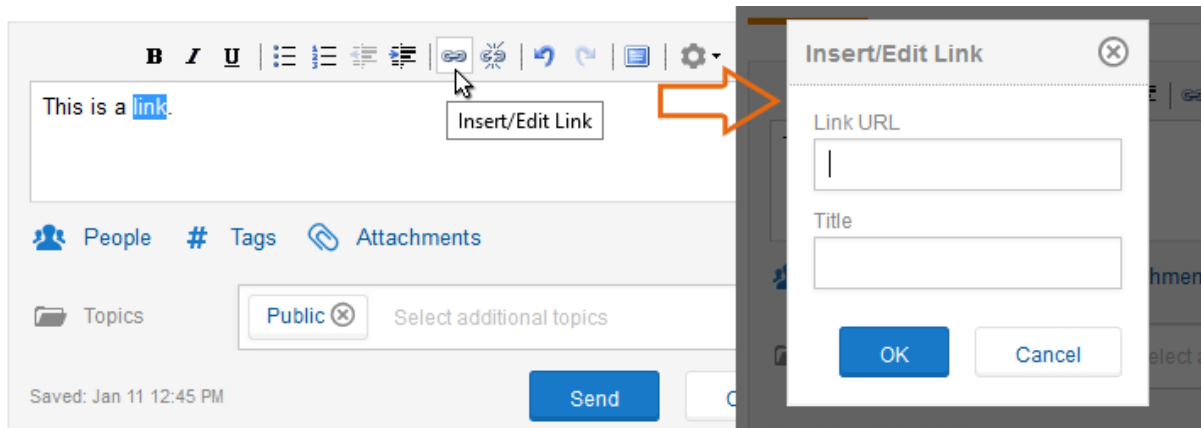 B I U
This is a link.
Insert/Edit Link
People # Tags Attachments
Topics Public Select additional topics
Saved: Jan 11 12:45 PM
Send
Insert/Edit Link
Link URL
Title
OK Cancel